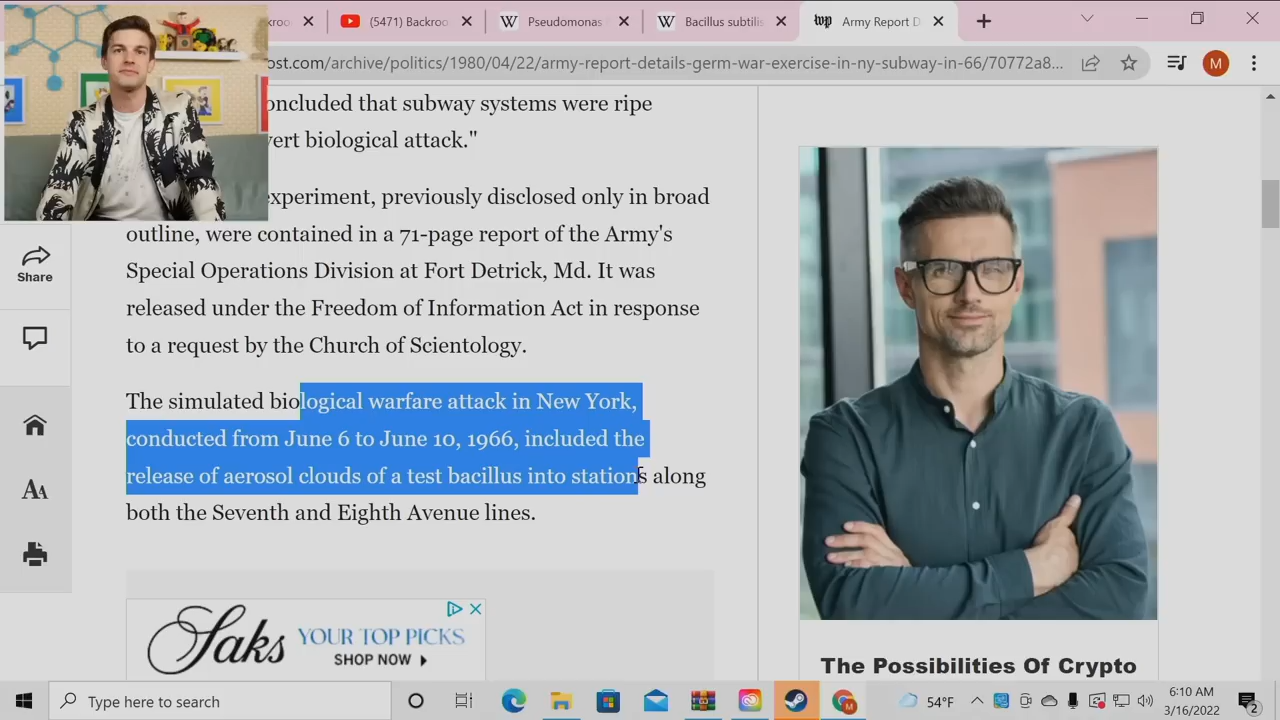 ckroo
(5471) Backroo
Pseudomonas
Bacillus subtilis
Army Report D
ost.com/archive/politics/1980/04/22/army-report-details-germ-war-exercise-in-ny-subway-in-66/70772a8...
M
oncluded that subway systems were ripe
vert biological attack."
experiment, previously disclosed only in broad
outline, were contained in a 71-page report of the Army's
Special Operations Division at Fort Detrick, Md. It was
released under the Freedom of Information Act in response
to a request by the Church of Scientology.
The simulated biological warfare attack in New York,
conducted from June 6 to June 10, 1966, included the
release of aerosol clouds of a test bacillus into stations along
both the Seventh and Eighth Avenue lines.
Share
AA
Saks YOUR TOP PICKS
SHOP NOW
The Possibilities Of Crypto
Type here to search
54°F
6:10 AM
3/16/2022
2